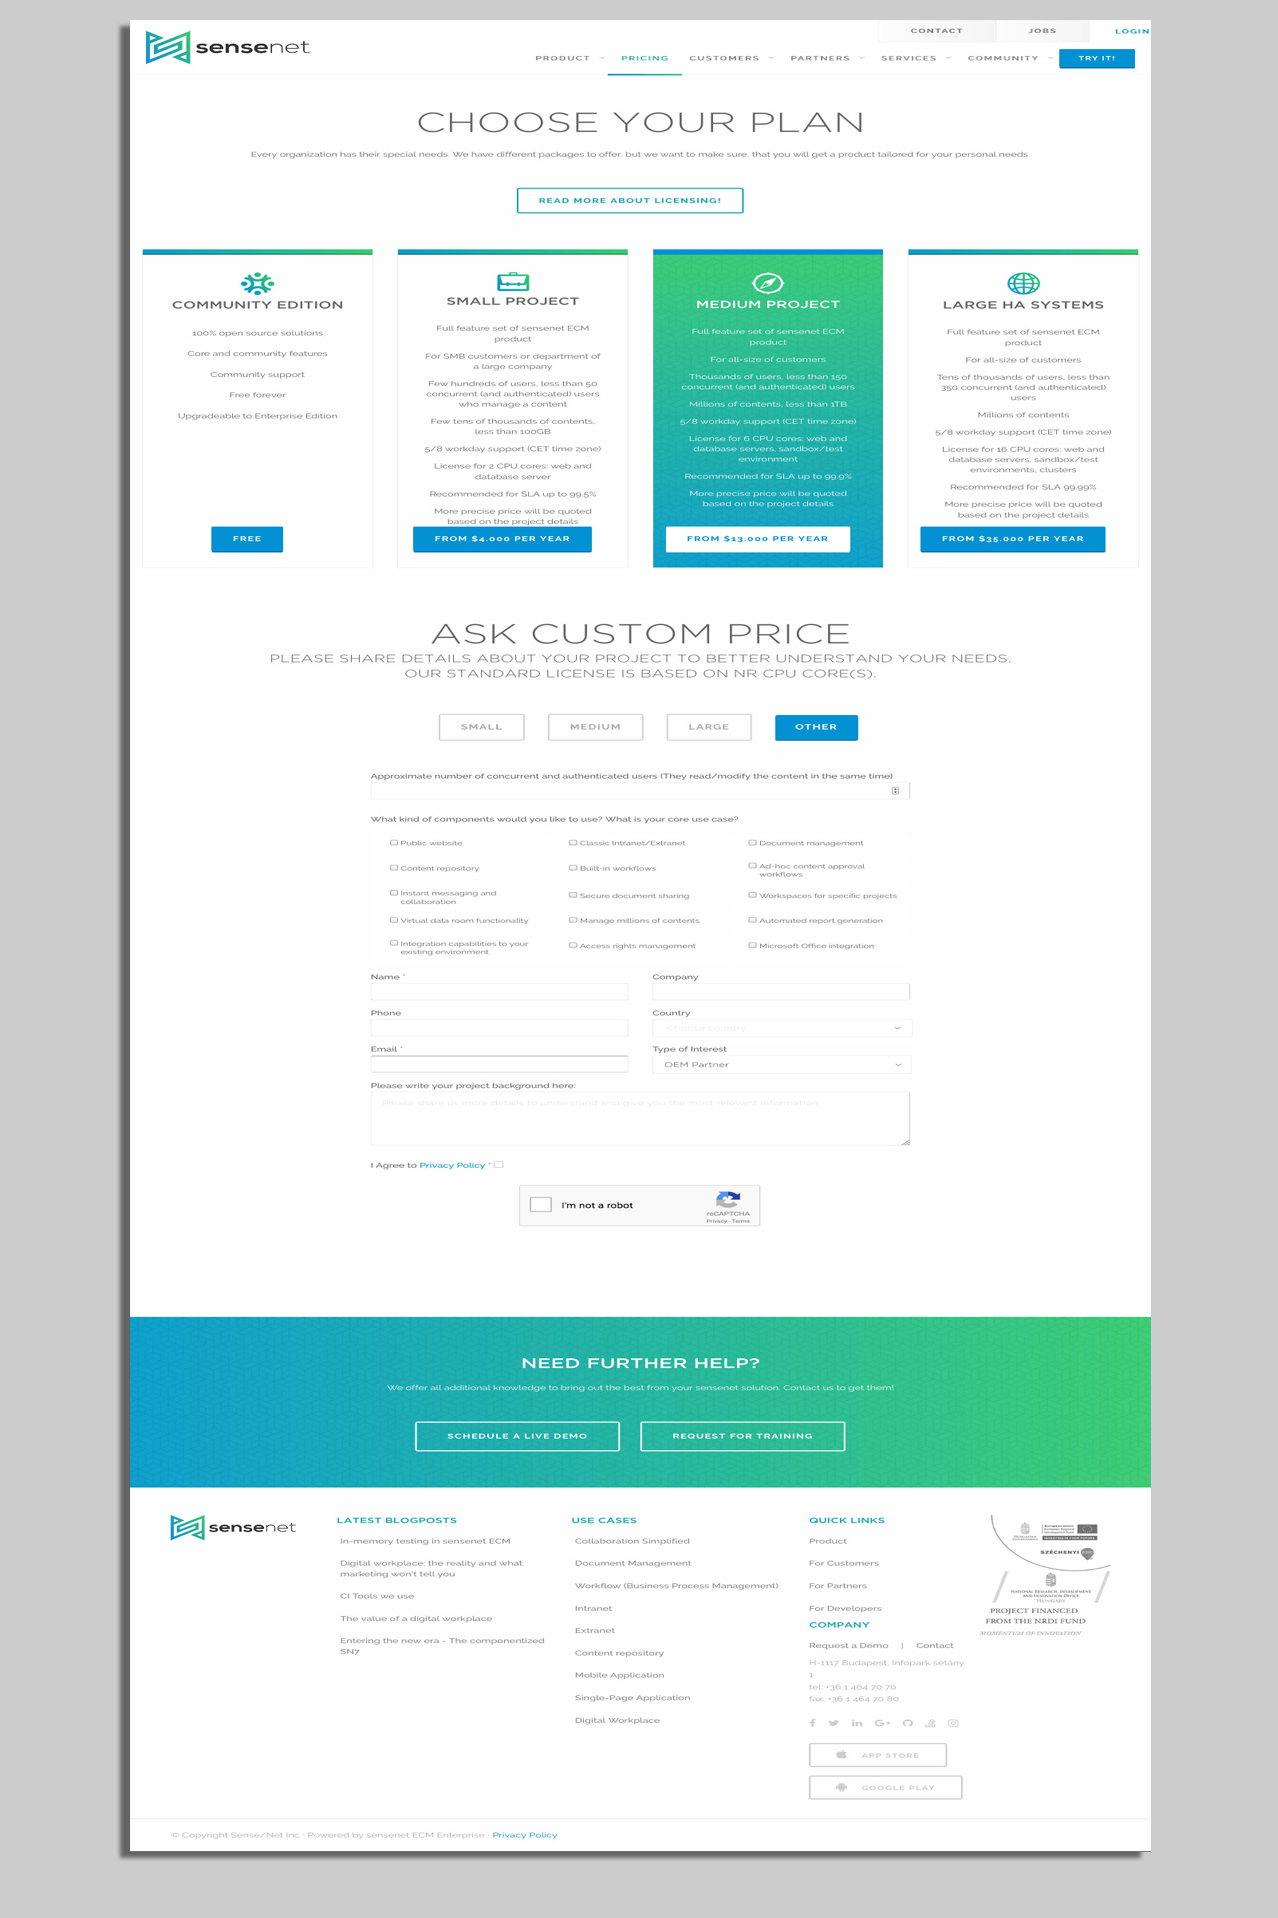 sensenet
CONTACT
JOBS
LOGIN
PRODUCT
PRICING
CUSTOMERS
PARTNERS
SERVICES
COMMUNITY
TRY IT!
CHOOSE YOUR PLAN
Every organization has their special needs. We have different packages to offer, but we want to make sure, that you will get a product tailored for your personal needs.
READ MORE ABOUT LICENSING!
COMMUNITY EDITION
100% open source solutions
Core and community features
Community support
Free forever
Upgradeable to Enterprise Edition
FREE
SMALL PROJECT
Full feature set of sensenet ECM
product
For SMB customers or department of
a large company
Few hundreds of users, less than 50
concurrent (and authenticated) users
who manage a content
Few tens of thousands of contents,
less than 100GB
5/8 workday support (CET time zone)
License for 2 CPU cores: web and
database server
Recommended for SLA up to 99.5%
More precise price will be quoted
based on the project details
FROM $4.000 PER YEAR
MEDIUM PROJECT
Full feature set of sensenet ECM
product
For all-size of customers
Thousands of users, less than 150
concurrent (and authenticated) users
Millions of contents, less than 1TB
5/8 workday support (CET time zone)
License for 6 CPU cores: web and
database servers, sandbox/test
environment
Recommended for SLA up to 99.9%
More precise price will be quoted
based on the project details
FROM $13.000 PER YEAR
LARGE HA SYSTEMS
Full feature set of sensenet ECM
product
For all-size of customers
Tens of thousands of users, less than
350 concurrent (and authenticated)
users
Millions of contents
5/8 workday support (CET time zone)
License for 16 CPU cores: web and
database servers, sandbox/test
environments, clusters
Recommended for SLA 99.99%
More precise price will be quoted
based on the project details
FROM $35.000 PER YEAR
ASK CUSTOM PRICE
PLEASE SHARE DETAILS ABOUT YOUR PROJECT TO BETTER UNDERSTAND YOUR NEEDS.
OUR STANDARD LICENSE IS BASED ON NR CPU CORE(S).
SMALL
MEDIUM
LARGE
OTHER
Approximate number of concurrent and authenticated users (They read/modify the content in the same time)
What kind of components would you like to use? What is your core use case?
Public website
Classic Intranet/Extranet
Document management
Content repository
Built-in workflows
Ad-hoc content approval
workflows
Instant messaging and
collaboration
Secure document sharing
Workspaces for specific projects
Virtual data room functionality
Manage millions of contents
Automated report generation
Integration capabilities to your
existing environment
Access rights management
Microsoft Office integration
Name *
Company
Phone
Country
Choose country
Email *
Type of Interest
OEM Partner
Please write your project background here:
Please share us more details to understand and give you the most relevant information
I Agree to Privacy Policy *
I'm not a robot
reCAPTCHA
Privacy - Terms
NEED FURTHER HELP?
We offer all additional knowledge to bring out the best from your sensenet solution. Contact us to get them!
SCHEDULE A LIVE DEMO
REQUEST FOR TRAINING
sensenet
LATEST BLOGPOSTS
In-memory testing in sensenet ECM
Digital workplace: the reality and what
marketing won't tell you
CI Tools we use
The value of a digital workplace
Entering the new era - The componentized
SN7
USE CASES
Collaboration Simplified
Document Management
Workflow (Business Process Management)
Intranet
Extranet
Content repository
Mobile Application
Single-Page Application
Digital Workplace
QUICK LINKS
Product
For Customers
For Partners
For Developers
COMPANY
Request a Demo | Contact
H-1117 Budapest, Infopark sétány
1
tel: +36 1 464 70 70
fax: +36 1 464 70 80
APP STORE
GOOGLE PLAY
SZÉCHENYI
NATIONAL RESEARCH, DEVELOPMENT
AND INNOVATION OFFICE
HUNGARY
PROJECT FINANCED
FROM THE NRDI FUND
MOMENTUM OF INNOVATION
© Copyright Sense/Net Inc · Powered by sensenet ECM Enterprise · Privacy Policy